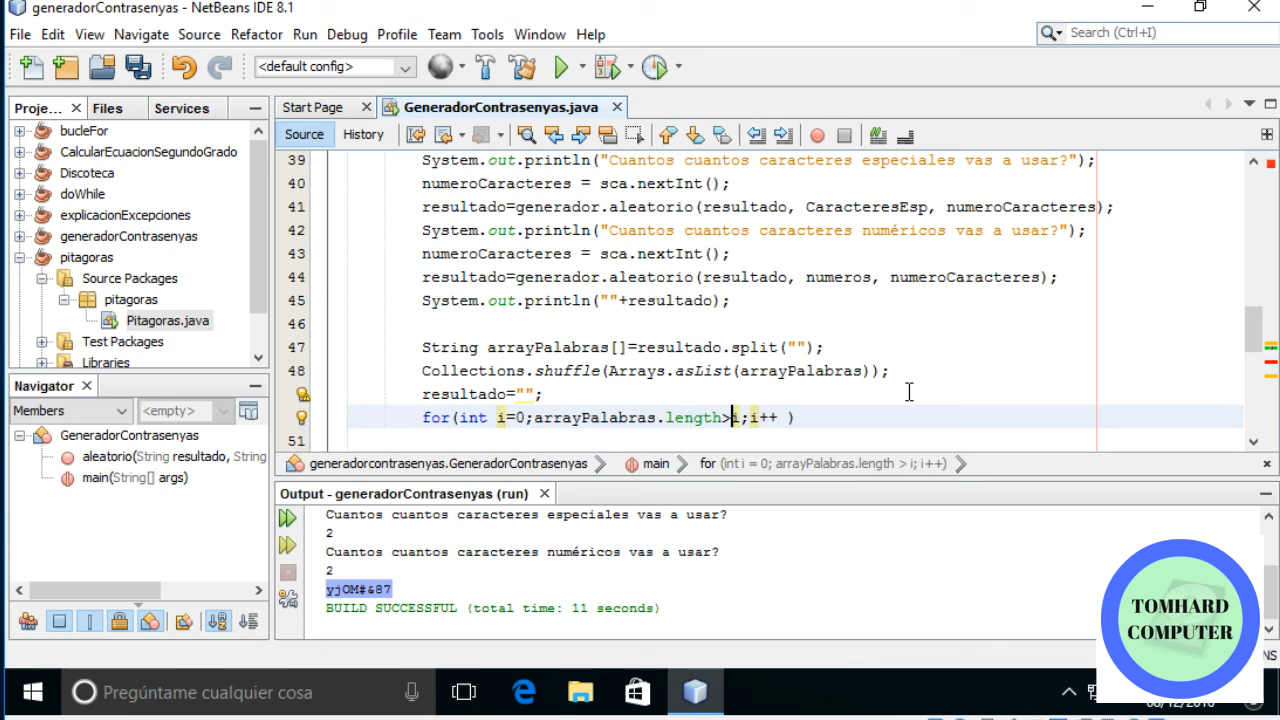 generadorContrasenyas - NetBeans IDE 8.1
File Edit View Navigate Source Refactor Run Debug Profile Team Tools Window Help
Search (Ctrl+I)
<default config>
Proje... Files Services
Start Page GeneradorContrasenyas.java
Source History
bucleFor
CalcularEcuacionSegundoGrado
Discoteca
doWhile
explicacionExcepciones
generadorContrasenyas
pitagoras
Source Packages
pitagoras
Pitagoras.java
Test Packages
Libraries
39 System.out.println("Cuantos cuantos caracteres especiales vas a usar?");
40 numeroCaracteres = sca.nextInt();
41 resultado=generador.aleatorio(resultado, CaracteresEsp, numeroCaracteres);
42 System.out.println("Cuantos cuantos caracteres numéricos vas a usar?");
43 numeroCaracteres = sca.nextInt();
44 resultado=generador.aleatorio(resultado, numeros, numeroCaracteres);
45 System.out.println(""+resultado);
46
47 String arrayPalabras[]=resultado.split("");
48 Collections.shuffle(Arrays.asList(arrayPalabras));
resultado="";
for(int i=0;arrayPalabras.length>i;i++ )
51
Navigator
Members <empty>
GeneradorContrasenyas
aleatorio(String resultado, String
main(String[] args)
generadorcontrasenyas.GeneradorContrasenyas main for (int i = 0; arrayPalabras.length > i; i++)
Output - generadorContrasenyas (run)
Cuantos cuantos caracteres especiales vas a usar?
2
Cuantos cuantos caracteres numéricos vas a usar?
2
yjOM#&87
BUILD SUCCESSFUL (total time: 11 seconds)
TOMHARD
COMPUTER
NS
Pregúntame cualquier cosa